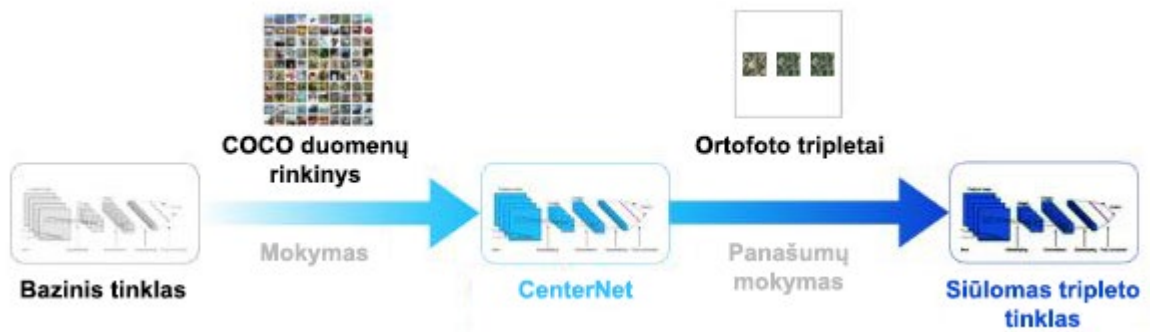 COCO duomenų
rinkinys
Ortofoto tripletai
Mokymas
Panašumų
mokymas
Bazinis tinklas
CenterNet
Siūlomas tripleto
tinklas